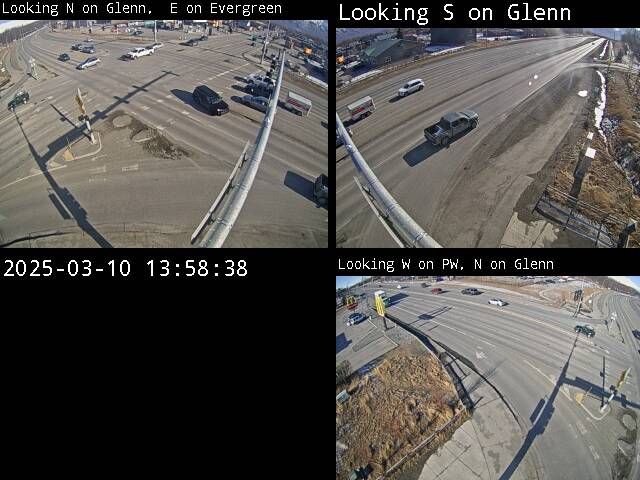 Looking N on Glenn, E on Evergreen
Looking S on Glenn
2025-03-10 13:58:38
Looking W on PW, N on Glenn